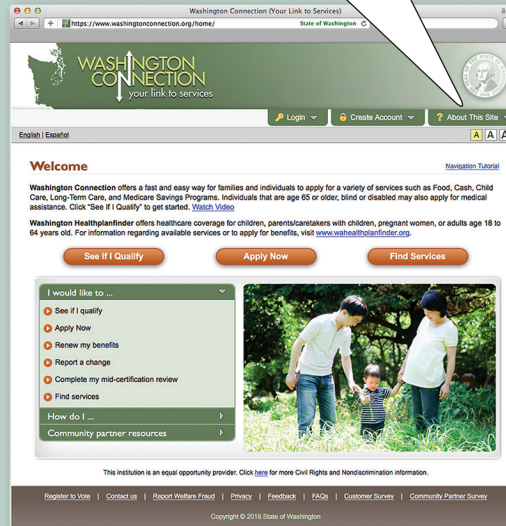 Washington Connection (Your Link to Services)
https://www.washingtonconnection.org/home/ State of Washington
WASHINGTON
CONNECTION
your link to services
Login Create Account ? About This Site
English | Español A A A
Welcome Navigation Tutorial
Washington Connection offers a fast and easy way for families and individuals to apply for a variety of services such as Food, Cash, Child
Care, Long-Term Care, and Medicare Savings Programs. Individuals that are age 65 or older, blind or disabled may also apply for medical
assistance. Click "See If I Qualify" to get started. Watch Video
Washington Healthplanfinder offers healthcare coverage for children, parents/caretakers with children, pregnant women, or adults age 18 to
64 years old. For information regarding available services or to apply for benefits, visit www.wahealthplanfinder.org.
See If I Qualify Apply Now Find Services
I would like to ...
See if I qualify
Apply Now
Renew my benefits
Report a change
Complete my mid-certification review
Find services
How do I ...
Community partner resources
This institution is an equal opportunity provider. Click here for more Civil Rights and Nondiscrimination information.
Register to Vote | Contact us | Report Welfare Fraud | Privacy | Feedback | FAQs | Customer Survey | Community Partner Survey
Copyright © 2019 State of Washington